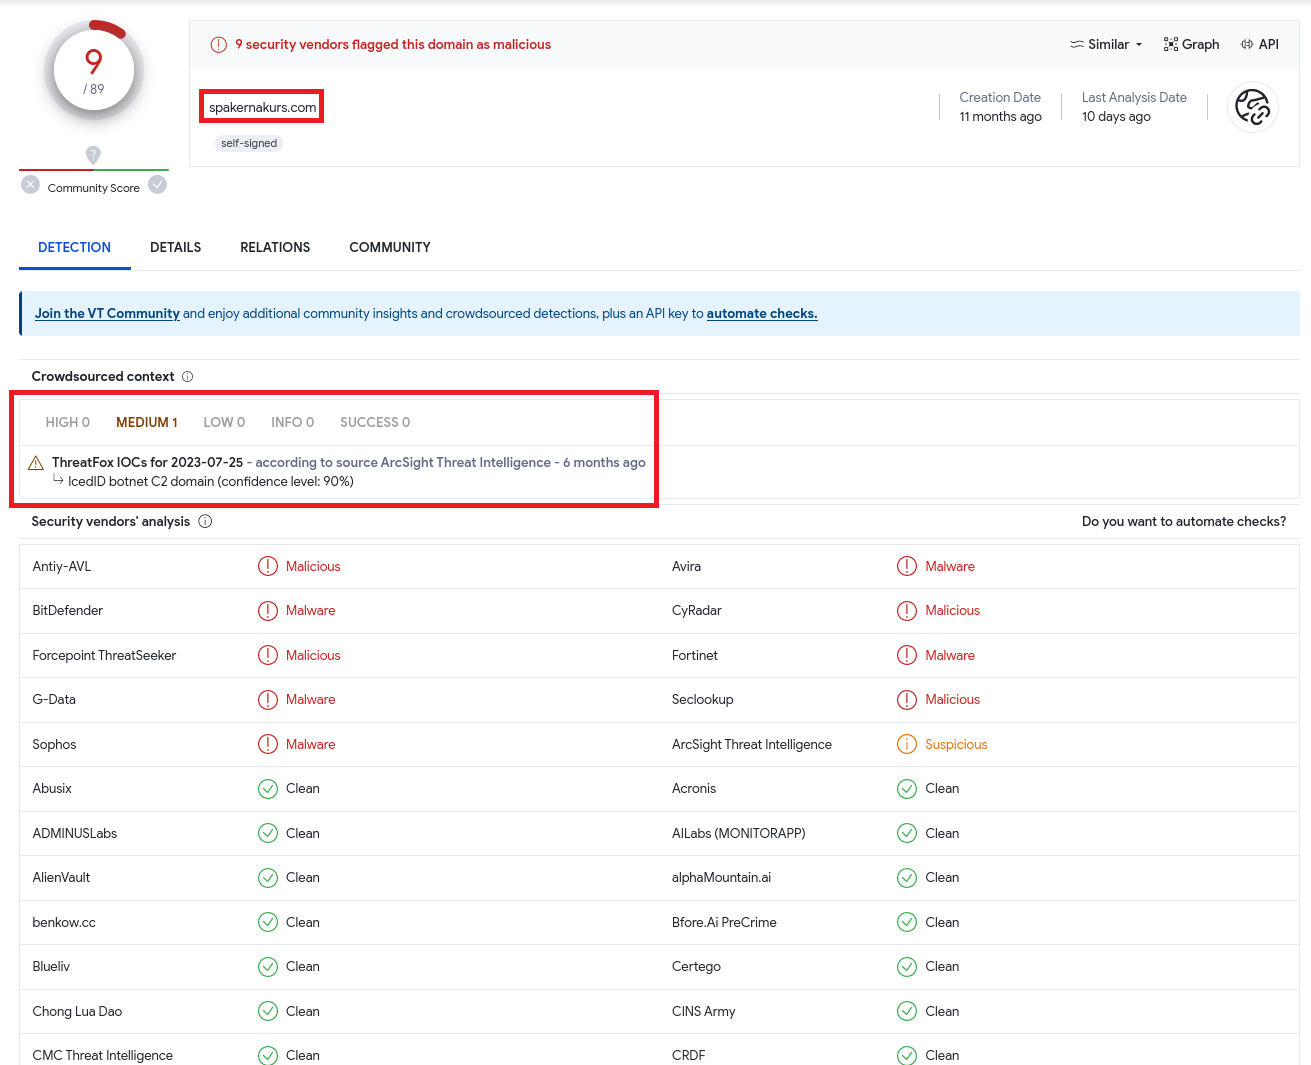 9
/ 89
Community Score
9 security vendors flagged this domain as malicious
Similar
Graph
API
spakernakurs.com
self-signed
Creation Date
11 months ago
Last Analysis Date
10 days ago
DETECTION DETAILS RELATIONS COMMUNITY
Join the VT Community and enjoy additional community insights and crowdsourced detections, plus an API key to automate checks.
Crowdsourced context
HIGH 0 MEDIUM 1 LOW 0 INFO 0 SUCCESS 0
ThreatFox IOCs for 2023-07-25 - according to source ArcSight Threat Intelligence - 6 months ago
IcedID botnet C2 domain (confidence level: 90%)
Security vendors' analysis
Do you want to automate checks?
Antiy-AVL Malicious Avira Malware
BitDefender Malware CyRadar Malicious
Forcepoint ThreatSeeker Malicious Fortinet Malware
G-Data Malware Seclookup Malicious
Sophos Malware ArcSight Threat Intelligence Suspicious
Abusix Clean Acronis Clean
ADMINUSLabs Clean AILabs (MONITORAPP) Clean
AlienVault Clean alphaMountain.ai Clean
benkow.cc Clean Bfore.Ai PreCrime Clean
Blueliv Clean Certego Clean
Chong Lua Dao Clean CINS Army Clean
CMC Threat Intelligence Clean CRDF Clean